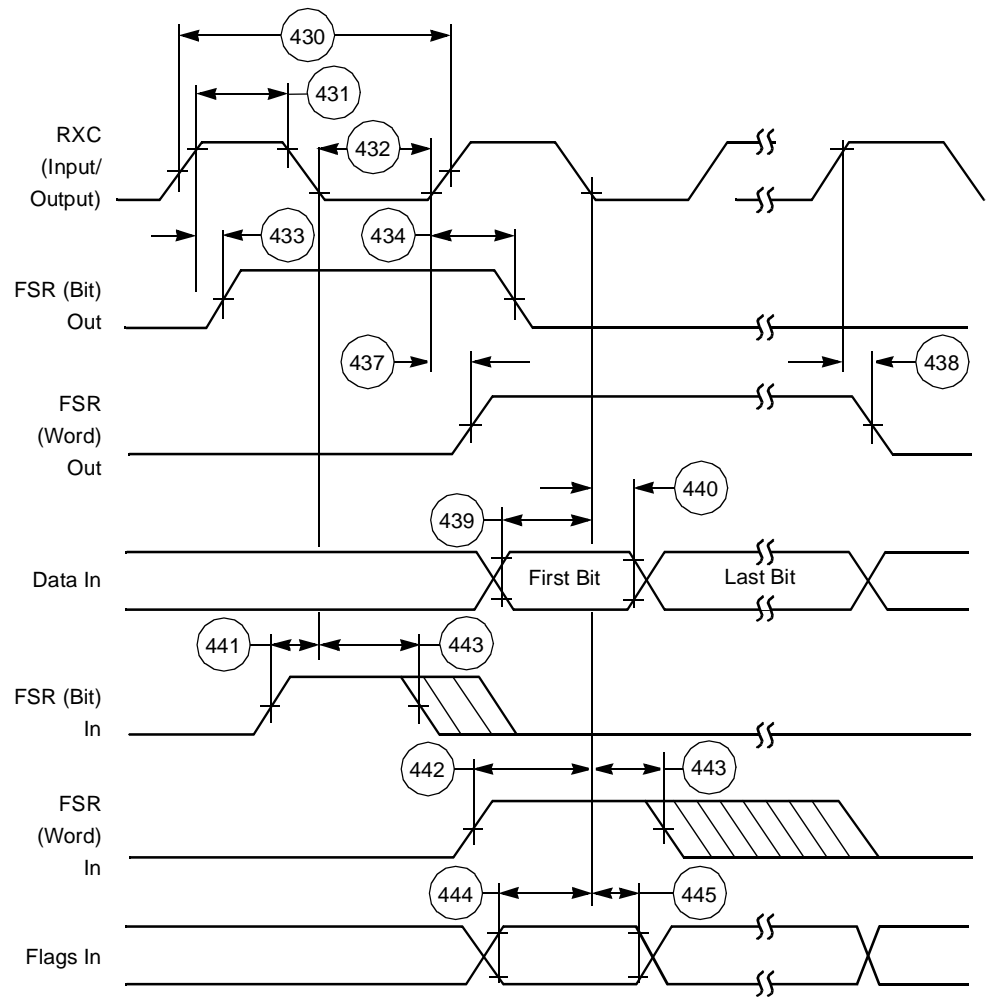 430
431
RXC
(Input/
Output)
432
433
434
FSR (Bit)
Out
437
438
FSR
(Word)
Out
439
440
Data In
First Bit
Last Bit
441
443
FSR (Bit)
In
442
443
FSR
(Word)
In
444
445
Flags In